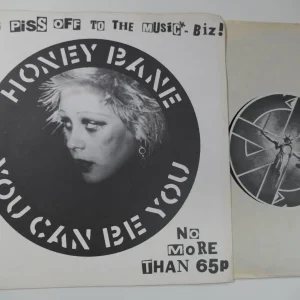 PISS OFF TO THE MUSIC-BIZ!
HONEY BANE
YOU CAN BE YOU
NO
MORE
THAN 65p